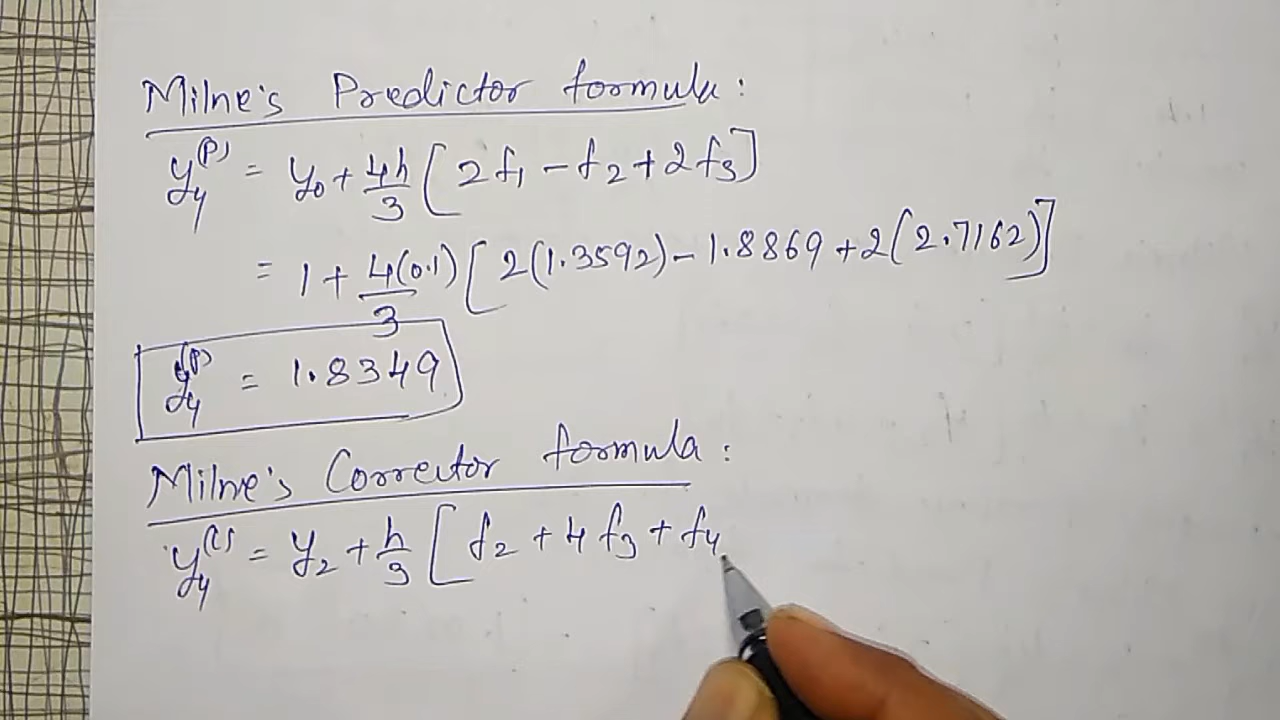 Milne's Predictor formula:
y₄⁽ᵖ⁾ = y₀ + 4h/3 [ 2f₁ - f₂ + 2f₃ ]
= 1 + 4(0.1)/3 [ 2(1.3592) - 1.8869 + 2(2.7162) ]
y₄⁽ᵖ⁾ = 1.8349
Milne's Corrector formula:
y₄⁽ᶜ⁾ = y₂ + h/3 [ f₂ + 4f₃ + f₄